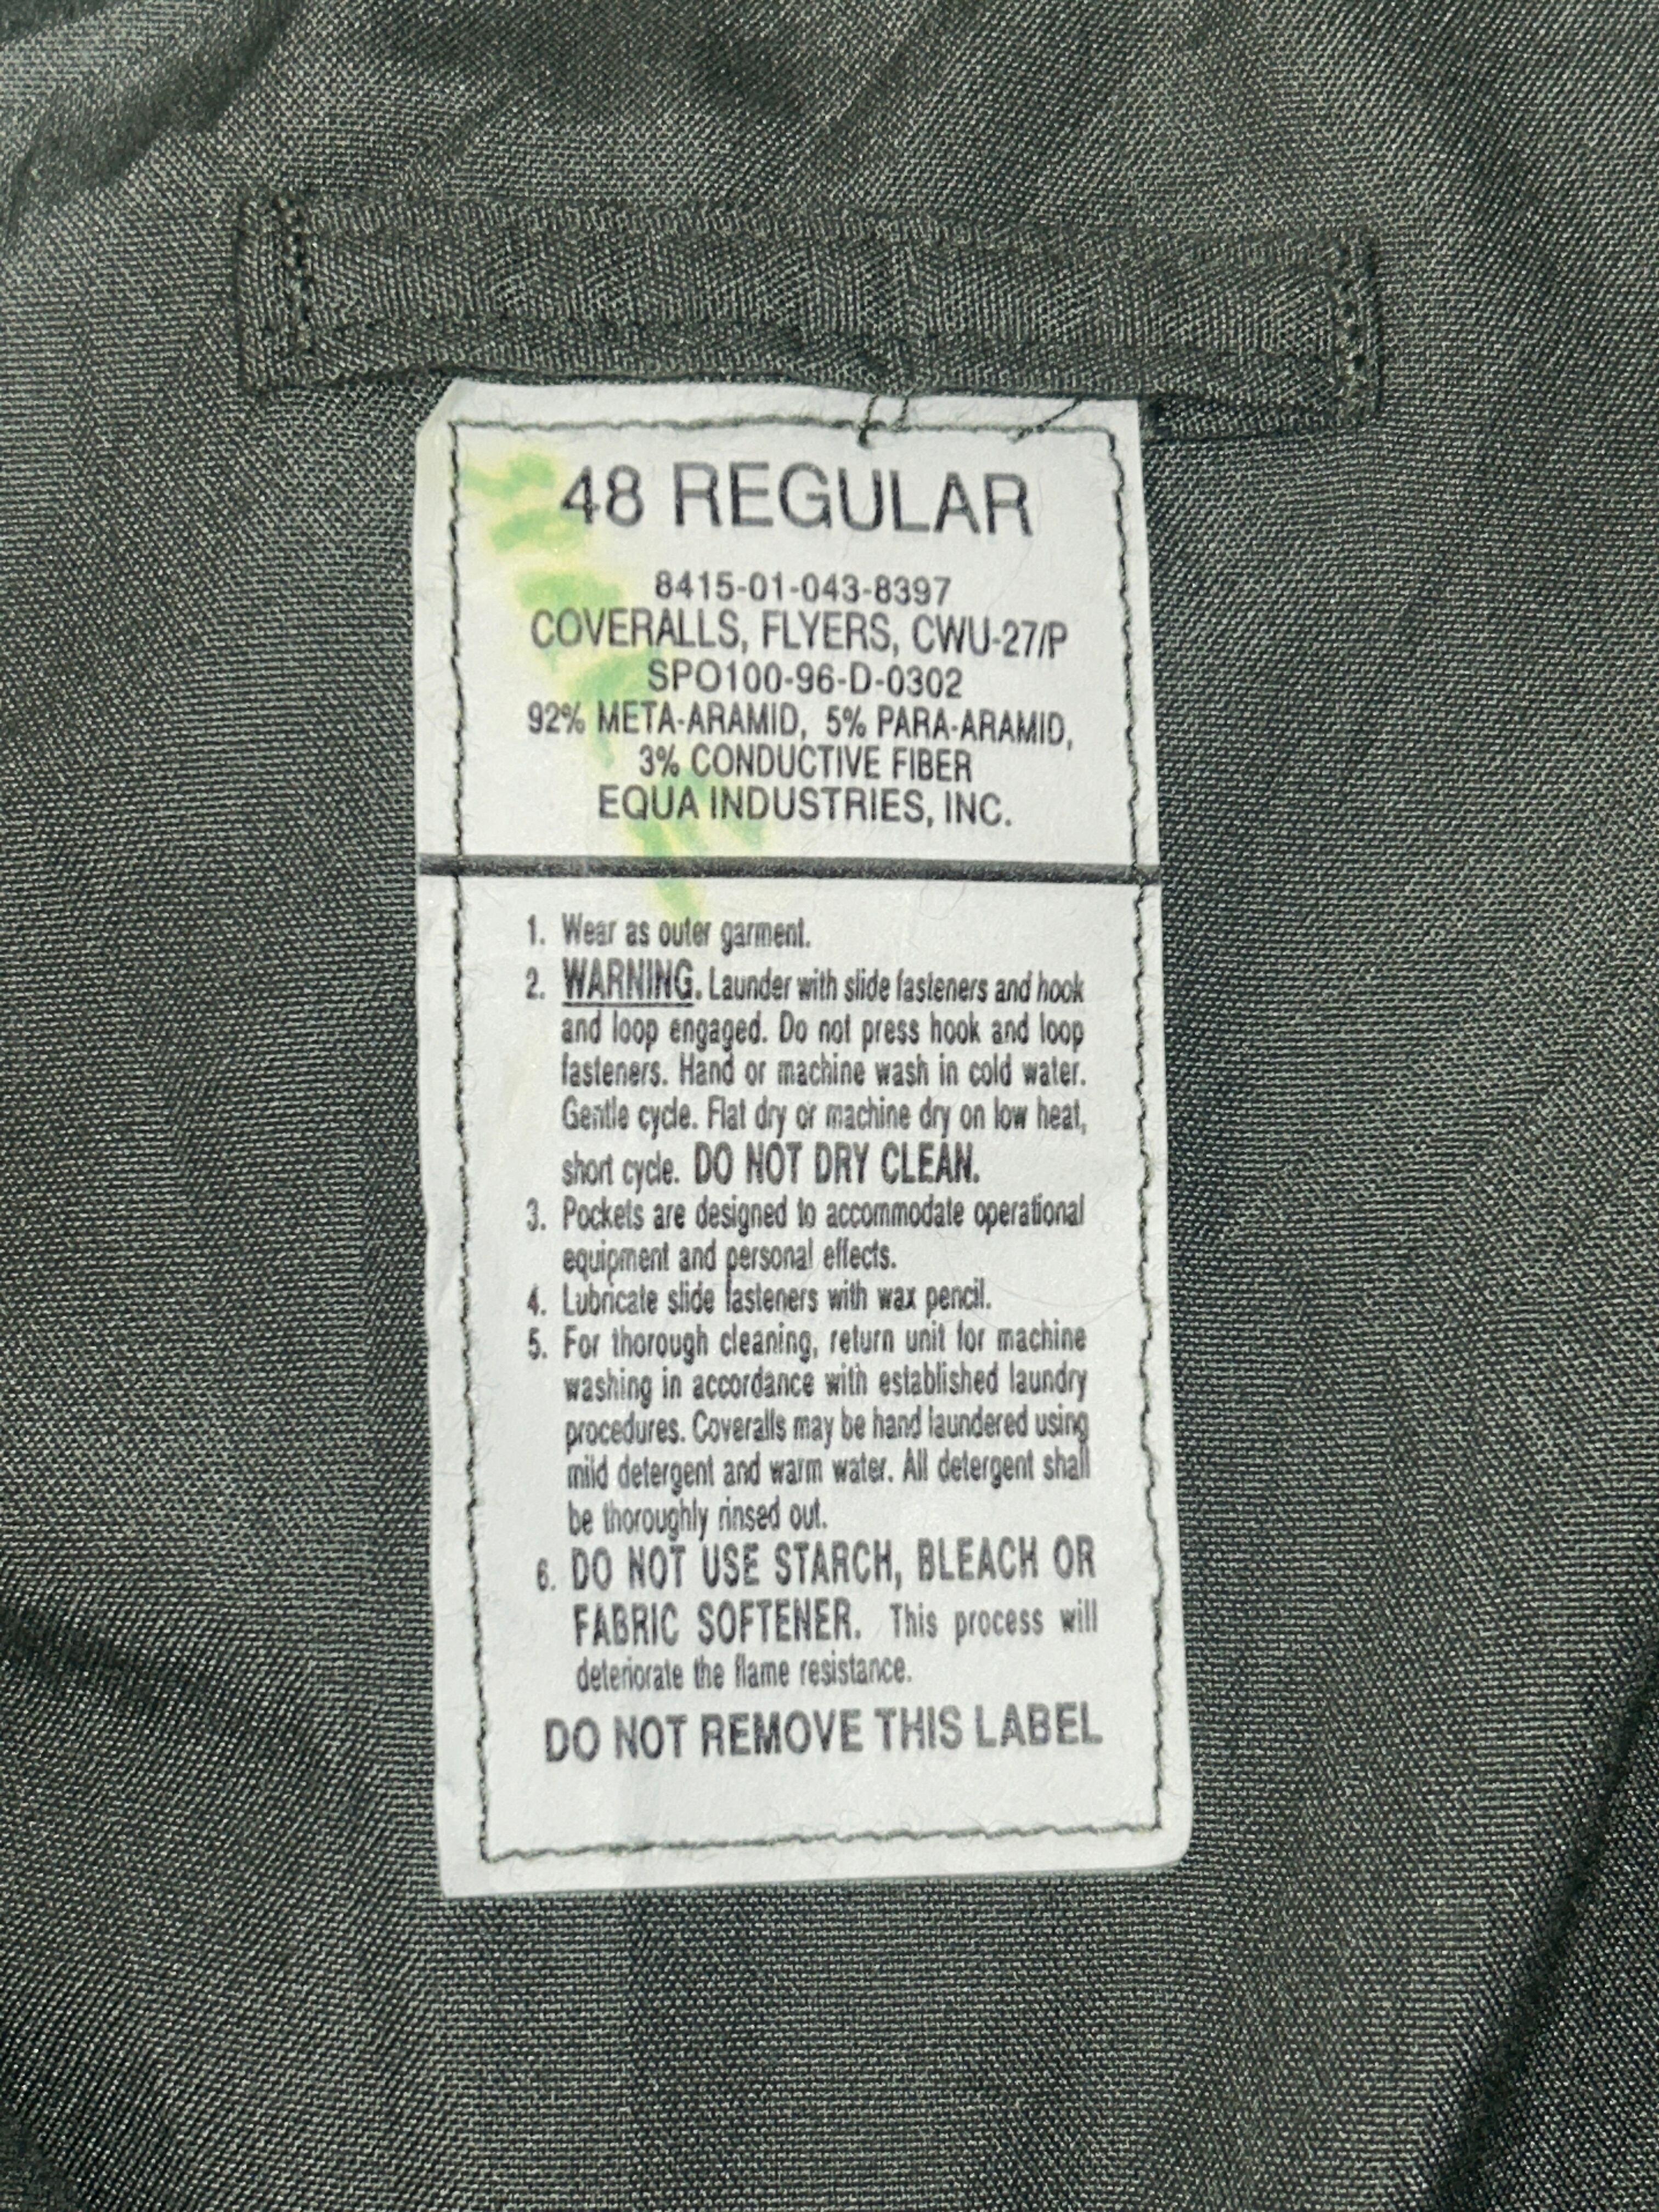 48 REGULAR
8415-01-043-8397
COVERALLS, FLYERS, CWU-27/P
SPO100-96-D-0302
92% META-ARAMID, 5% PARA-ARAMID,
3% CONDUCTIVE FIBER
EQUA INDUSTRIES, INC.
1. Wear as outer garment.
2. WARNING. Launder with slide fasteners and hook
and loop engaged. Do not press hook and loop
fasteners. Hand or machine wash in cold water.
Gentle cycle. Flat dry or machine dry on low heat,
short cycle. DO NOT DRY CLEAN.
3. Pockets are designed to accommodate operational
equipment and personal effects.
4. Lubricate slide fasteners with wax pencil.
5. For thorough cleaning, return unit for machine
washing in accordance with established laundry
procedures. Coveralls may be hand laundered using
mild detergent and warm water. All detergent shall
be thoroughly rinsed out.
6. DO NOT USE STARCH, BLEACH OR
FABRIC SOFTENER. This process will
deteriorate the flame resistance.
DO NOT REMOVE THIS LABEL